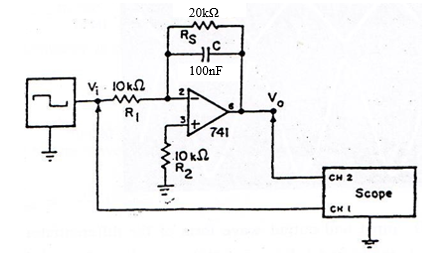 20kΩ
RS
C
100nF
Vi
10kΩ
R1
2
6
Vo
3
741
10kΩ
R2
CH 2
Scope
CH 1